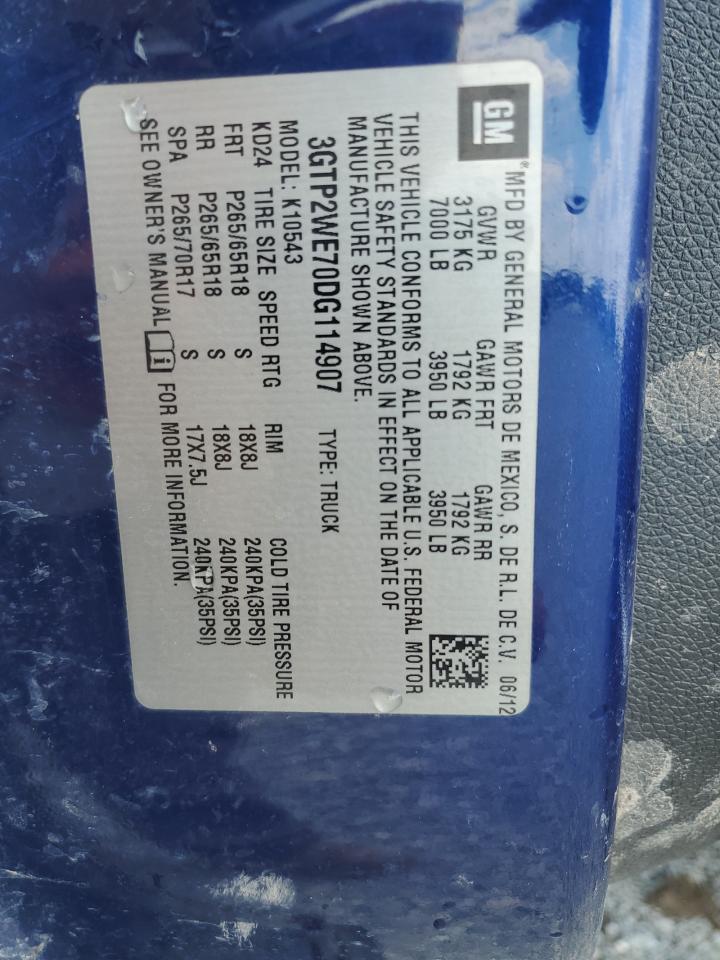 GM
® MFD BY GENERAL MOTORS DE MEXICO, S. DE R.L. DE C.V. 06/12
GVWR GAWR FRT GAWR RR
3175 KG 1792 KG 1792 KG
7000 LB 3950 LB 3950 LB
THIS VEHICLE CONFORMS TO ALL APPLICABLE U.S. FEDERAL MOTOR
VEHICLE SAFETY STANDARDS IN EFFECT ON THE DATE OF
MANUFACTURE SHOWN ABOVE.
3GTP2WE70DG114907 TYPE: TRUCK
MODEL: K10543
KD24 TIRE SIZE SPEED RTG RIM COLD TIRE PRESSURE
FRT P265/65R18 S 18X8J 240KPA(35PSI)
RR P265/65R18 S 18X8J 240KPA(35PSI)
SPA P265/70R17 S 17X7.5J 240KPA(35PSI)
SEE OWNER'S MANUAL i FOR MORE INFORMATION.